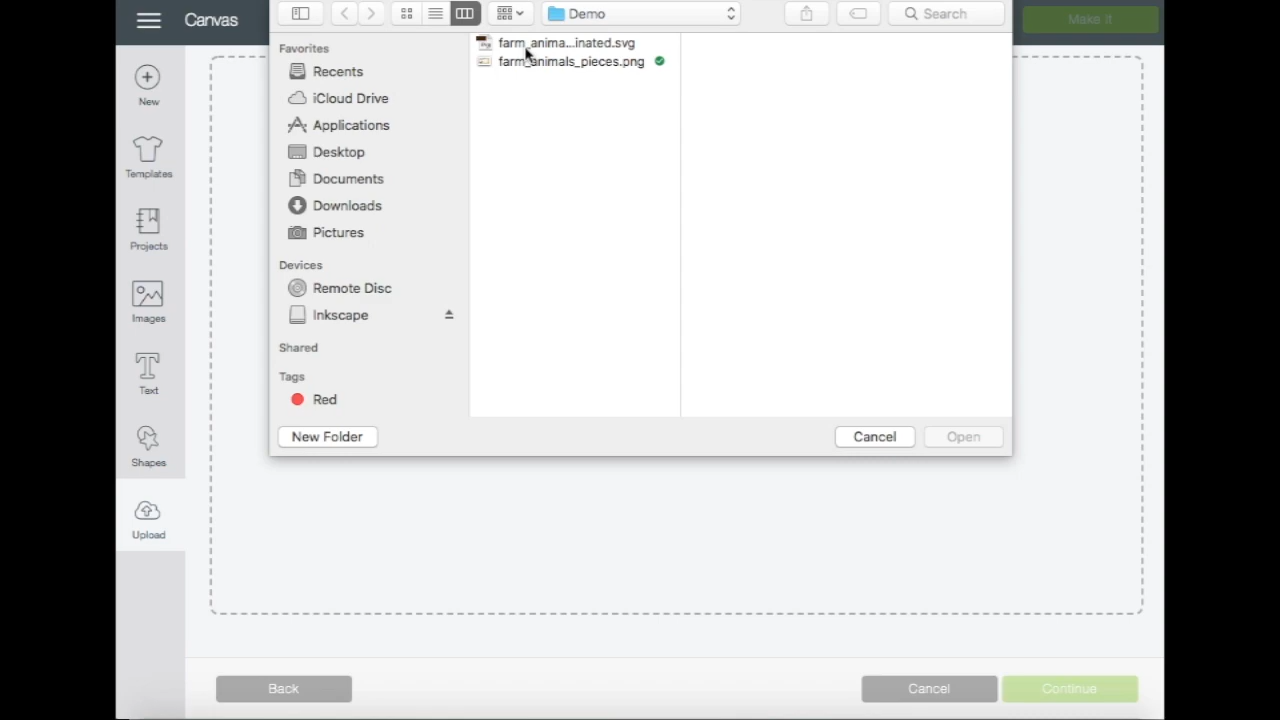 Canvas
Demo
Search
Make It
Favorites
Recents
iCloud Drive
Applications
Desktop
Documents
Downloads
Pictures
Devices
Remote Disc
Inkscape
Shared
Tags
Red
farm_anima...inated.svg
farm_animals_pieces.png
New Folder
Cancel
Open
New
Templates
Projects
Images
Text
Shapes
Upload
Back
Cancel
Continue